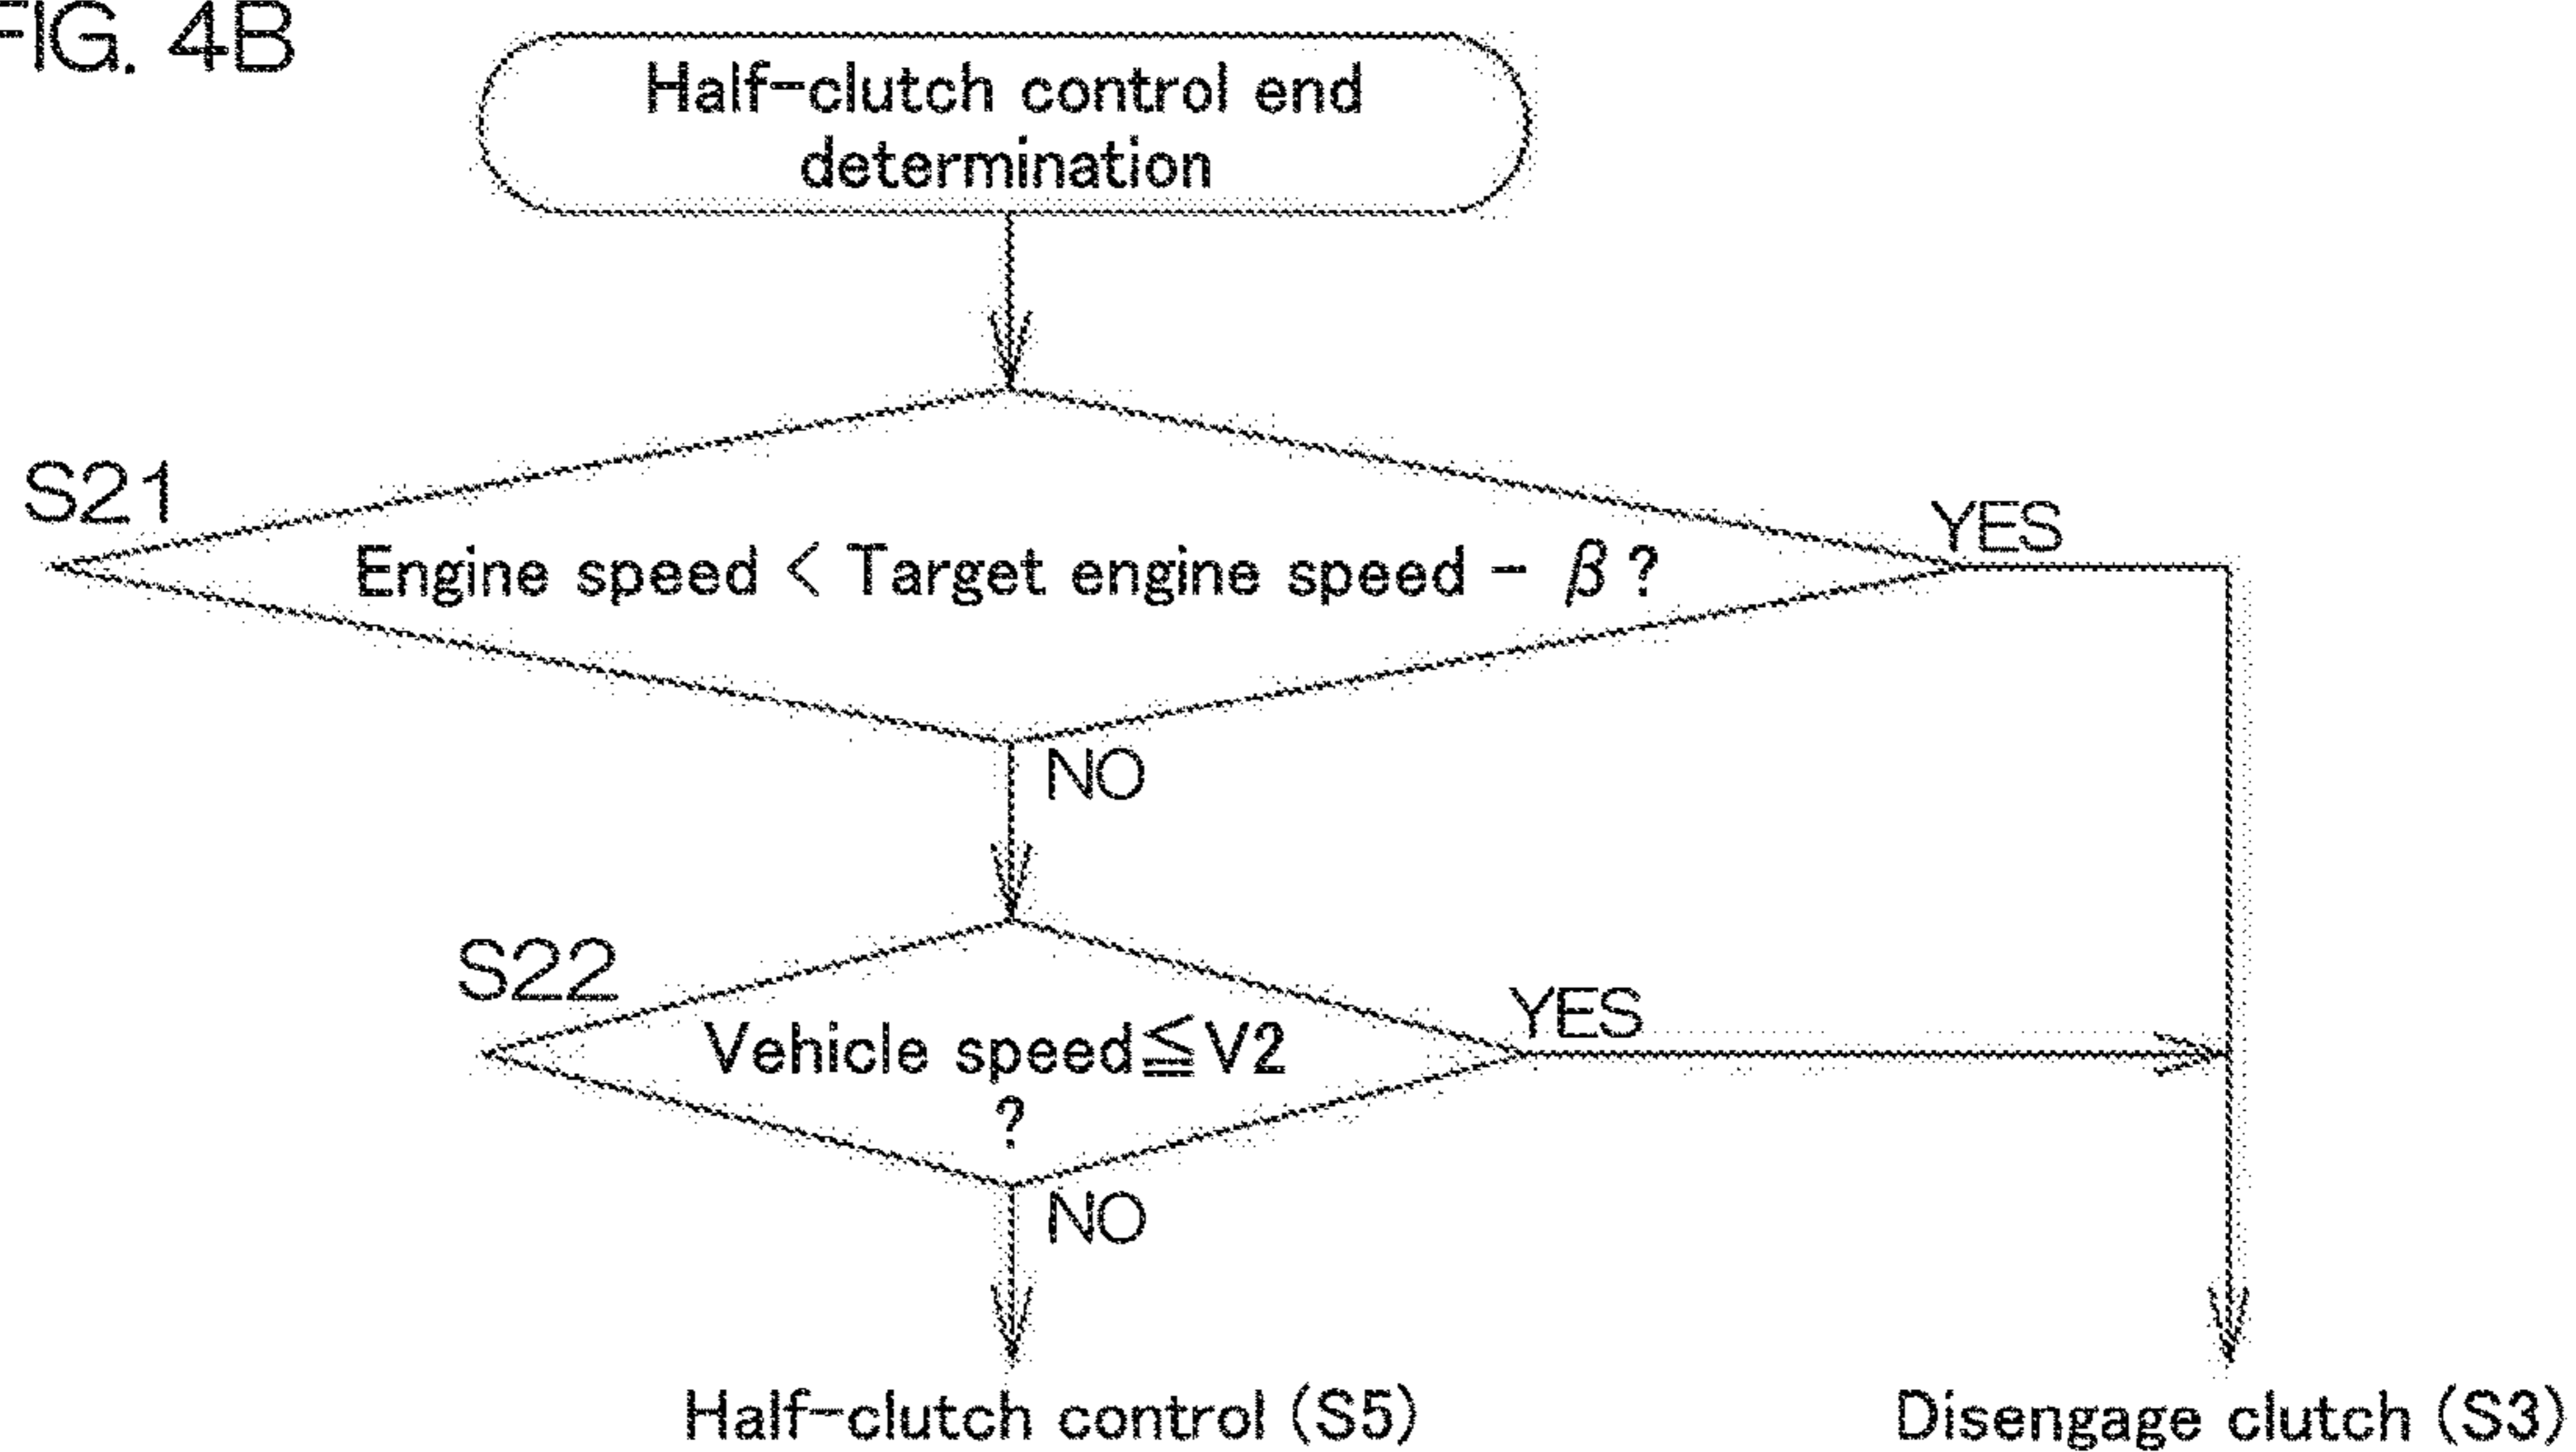 FIG. 4B
Half-clutch control end
determination
S21
Engine speed < Target engine speed - β?
YES
NO
S22
Vehicle speed≦V2
?
YES
NO
Half-clutch control (S5)
Disengage clutch (S3)